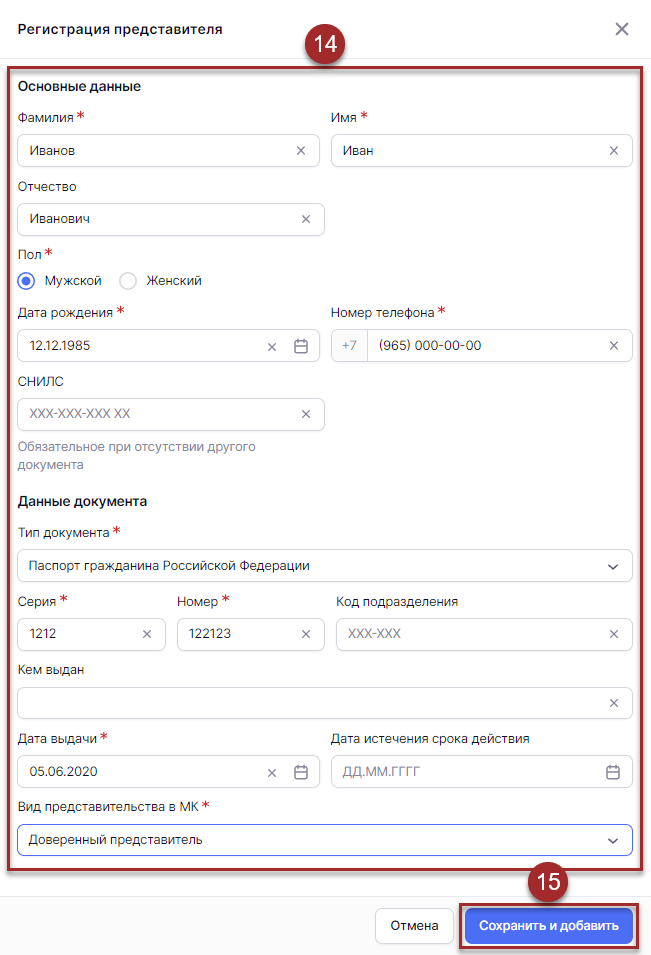 Регистрация представителя
14
Основные данные
Фамилия * Имя *
Иванов Иван
Отчество
Иванович
Пол *
Мужской Женский
Дата рождения * Номер телефона *
12.12.1985 +7 (965) 000-00-00
СНИЛС
XXX-XXX-XXX XX
Обязательное при отсутствии другого
документа
Данные документа
Тип документа *
Паспорт гражданина Российской Федерации
Серия * Номер * Код подразделения
1212 122123 XXX-XXX
Кем выдан
Дата выдачи * Дата истечения срока действия
05.06.2020 ДД.ММ.ГГГГ
Вид представительства в МК *
Доверенный представитель
15
Отмена Сохранить и добавить